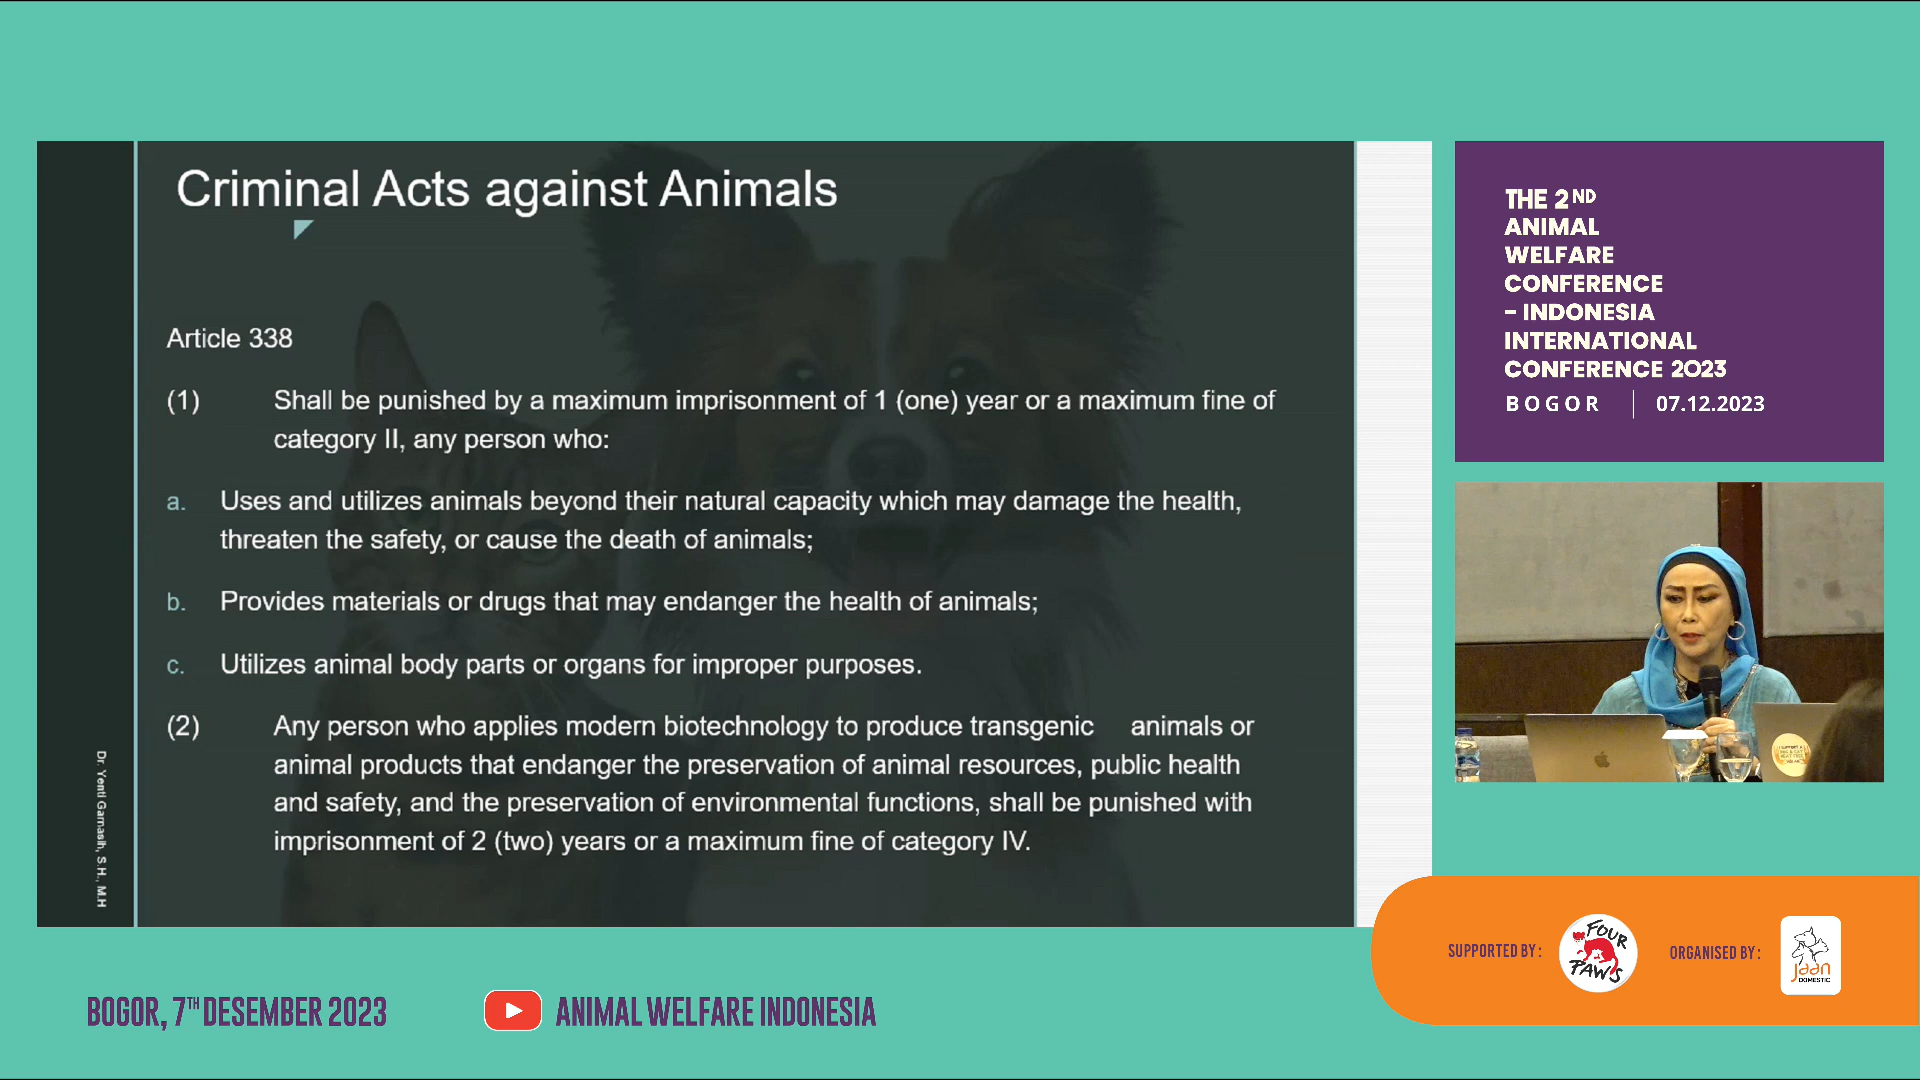 Criminal Acts against Animals
Article 338
(1) Shall be punished by a maximum imprisonment of 1 (one) year or a maximum fine of
category II, any person who:
a. Uses and utilizes animals beyond their natural capacity which may damage the health,
threaten the safety, or cause the death of animals;
b. Provides materials or drugs that may endanger the health of animals;
c. Utilizes animal body parts or organs for improper purposes.
(2) Any person who applies modern biotechnology to produce transgenic animals or
animal products that endanger the preservation of animal resources, public health
and safety, and the preservation of environmental functions, shall be punished with
imprisonment of 2 (two) years or a maximum fine of category IV.
Dr. Yenti Garnasih, S.H., M.H
THE 2ND
ANIMAL
WELFARE
CONFERENCE
- INDONESIA
INTERNATIONAL
CONFERENCE 2023
BOGOR | 07.12.2023
SUPPORTED BY :
FOUR
PAWS
ORGANISED BY :
jaan
DOMESTIC
BOGOR, 7TH DESEMBER 2023
ANIMAL WELFARE INDONESIA